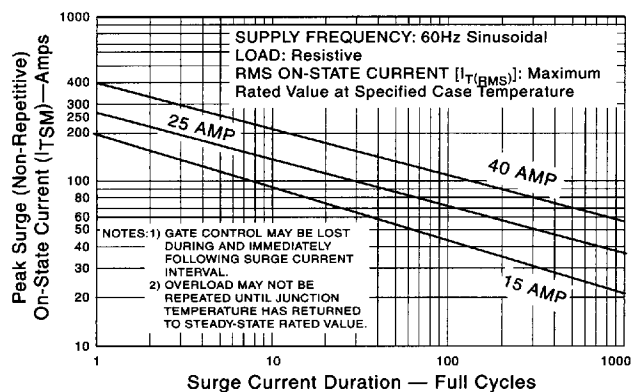 1000
SUPPLY FREQUENCY: 60Hz Sinusoidal
LOAD: Resistive
RMS ON-STATE CURRENT [IT(RMS)]: Maximum
Rated Value at Specified Case Temperature
400
300
250
200
100
80
60
50
40
30
20
10
Peak Surge (Non-Repetitive)
On-State Current (ITSM)—Amps
25 AMP
40 AMP
15 AMP
NOTES:1) GATE CONTROL MAY BE LOST
DURING AND IMMEDIATELY
FOLLOWING SURGE CURRENT
INTERVAL.
2) OVERLOAD MAY NOT BE
REPEATED UNTIL JUNCTION
TEMPERATURE HAS RETURNED
TO STEADY-STATE RATED VALUE.
1 10 100 1000
Surge Current Duration — Full Cycles